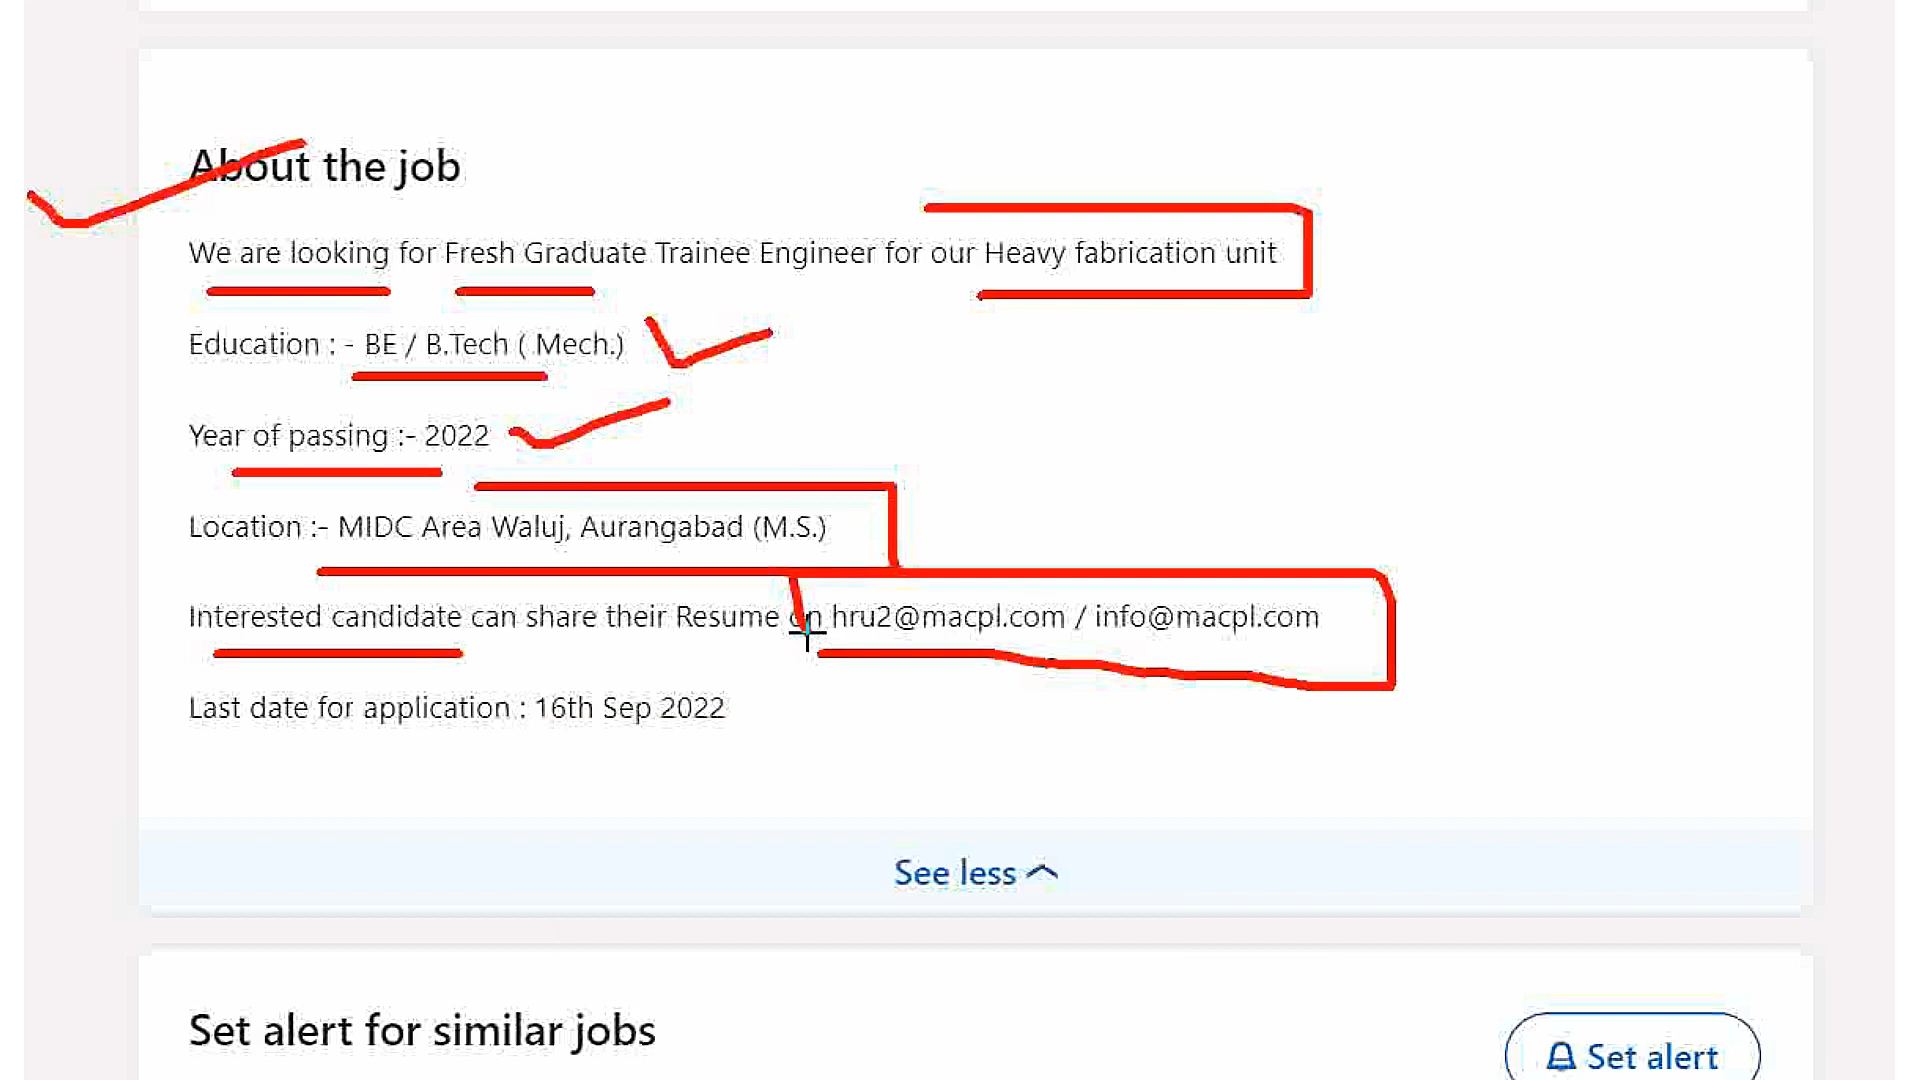 About the job
We are looking for Fresh Graduate Trainee Engineer for our Heavy fabrication unit
Education : - BE / B.Tech ( Mech.)
Year of passing :- 2022
Location :- MIDC Area Waluj, Aurangabad (M.S.)
Interested candidate can share their Resume on hru2@macpl.com / info@macpl.com
Last date for application : 16th Sep 2022
See less
Set alert for similar jobs
Set alert